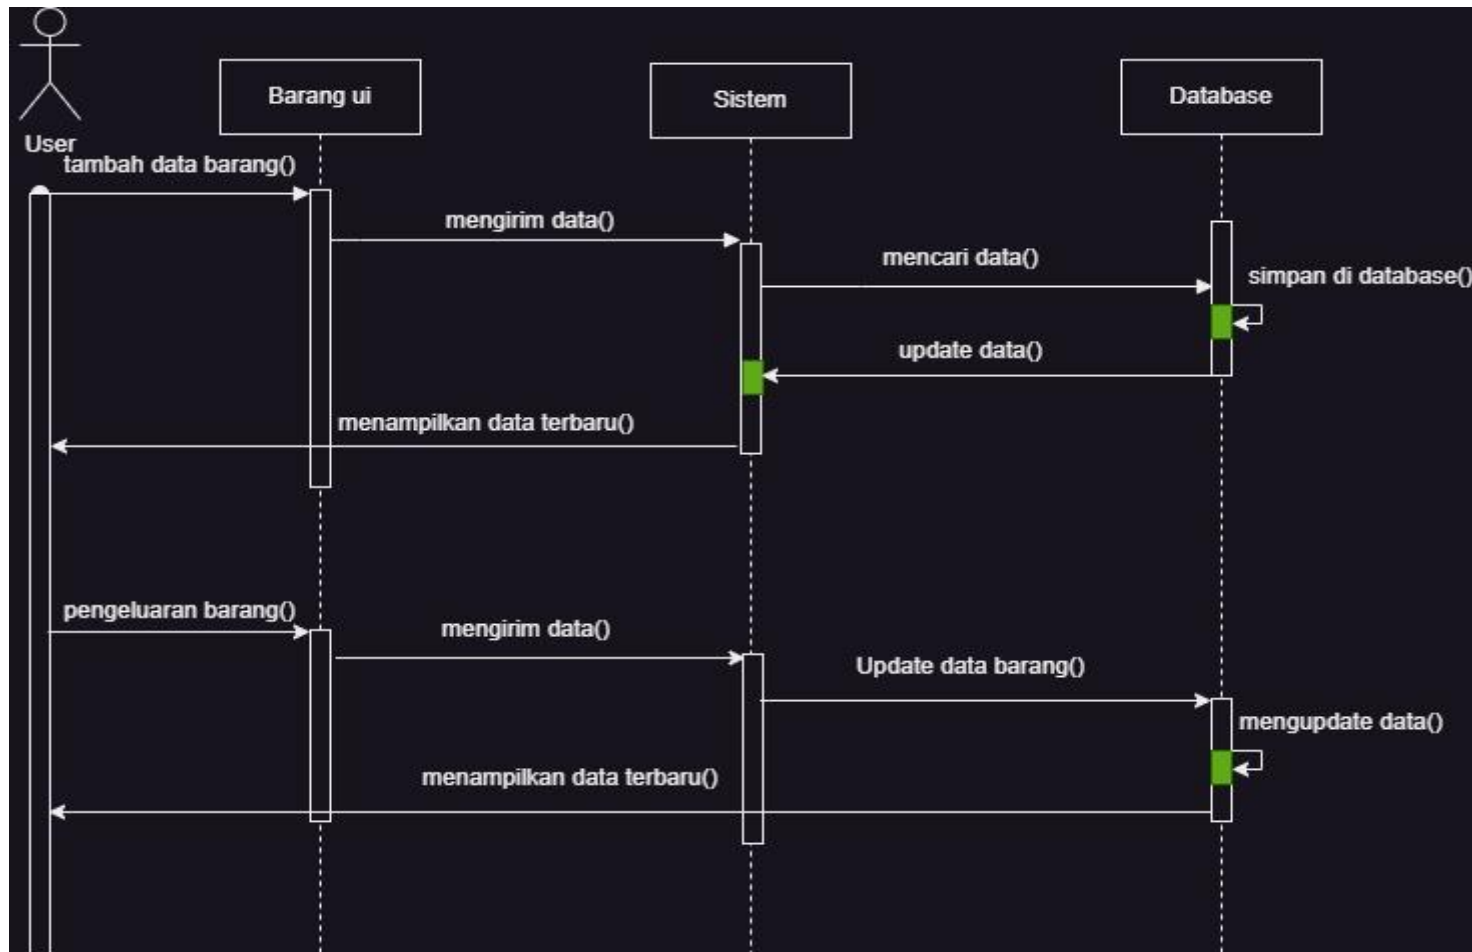 Barang ui
Sistem
Database
User
tambah data barang()
mengirim data()
mencari data()
simpan di database()
update data()
menampilkan data terbaru()
pengeluaran barang()
mengirim data()
Update data barang()
mengupdate data()
menampilkan data terbaru()